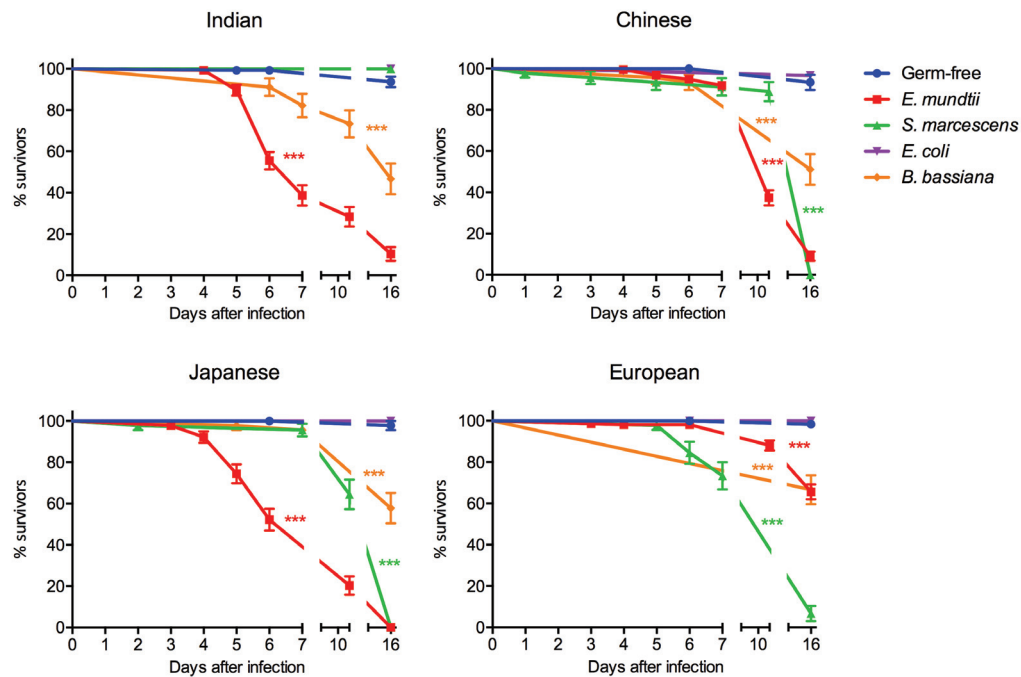 Indian
% survivors
100
80
60
40
20
0
***
***
0 1 2 3 4 5 6 7 10 16
Days after infection
Chinese
% survivors
100
80
60
40
20
0
***
***
***
0 1 2 3 4 5 6 7 10 16
Days after infection
Germ-free
E. mundtii
S. marcescens
E. coli
B. bassiana
Japanese
% survivors
100
80
60
40
20
0
***
***
***
0 1 2 3 4 5 6 7 10 16
Days after infection
European
% survivors
100
80
60
40
20
0
***
***
***
0 1 2 3 4 5 6 7 10 16
Days after infection